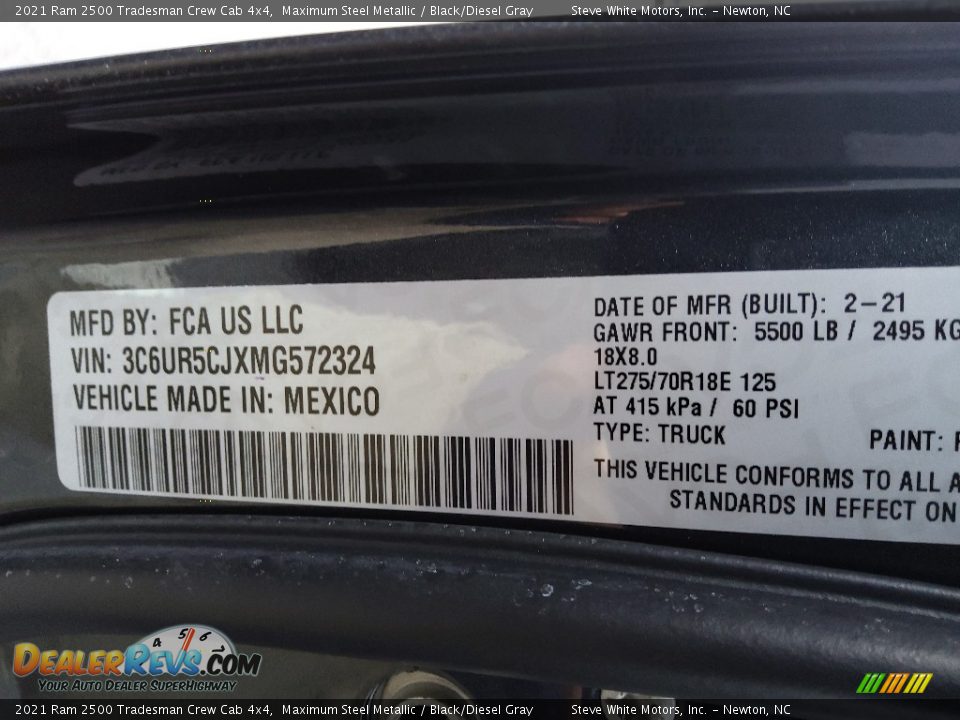 2021 Ram 2500 Tradesman Crew Cab 4x4, Maximum Steel Metallic / Black/Diesel Gray Steve White Motors, Inc. - Newton, NC
MFD BY: FCA US LLC
VIN: 3C6UR5CJXMG572324
VEHICLE MADE IN: MEXICO
DATE OF MFR (BUILT): 2-21
GAWR FRONT: 5500 LB / 2495 KG
18X8.0
LT275/70R18E 125
AT 415 kPa / 60 PSI
TYPE: TRUCK PAINT:
THIS VEHICLE CONFORMS TO ALL A
STANDARDS IN EFFECT ON
4 5 6 7
DEALERREVS.COM
YOUR AUTO DEALER SUPERHIGHWAY
2021 Ram 2500 Tradesman Crew Cab 4x4, Maximum Steel Metallic / Black/Diesel Gray Steve White Motors, Inc. - Newton, NC